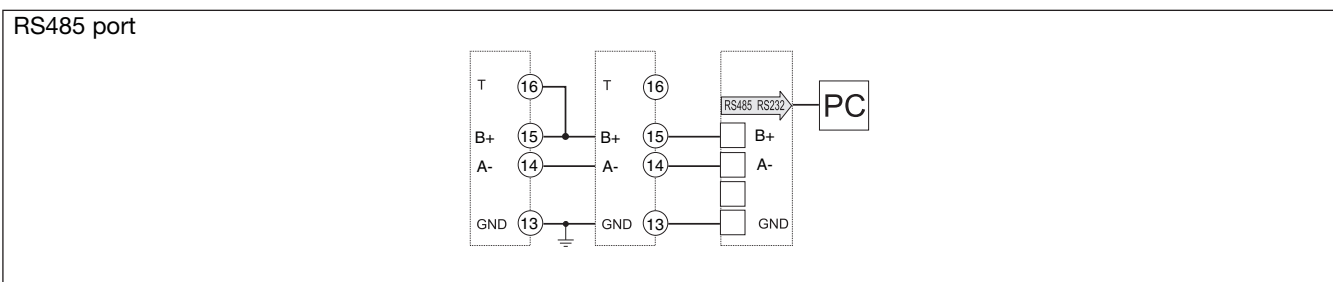 RS485 port
T 16 T 16
RS485 RS232 PC
B+ 15 B+ 15 B+
A- 14 A- 14 A-
GND 13 GND 13 GND